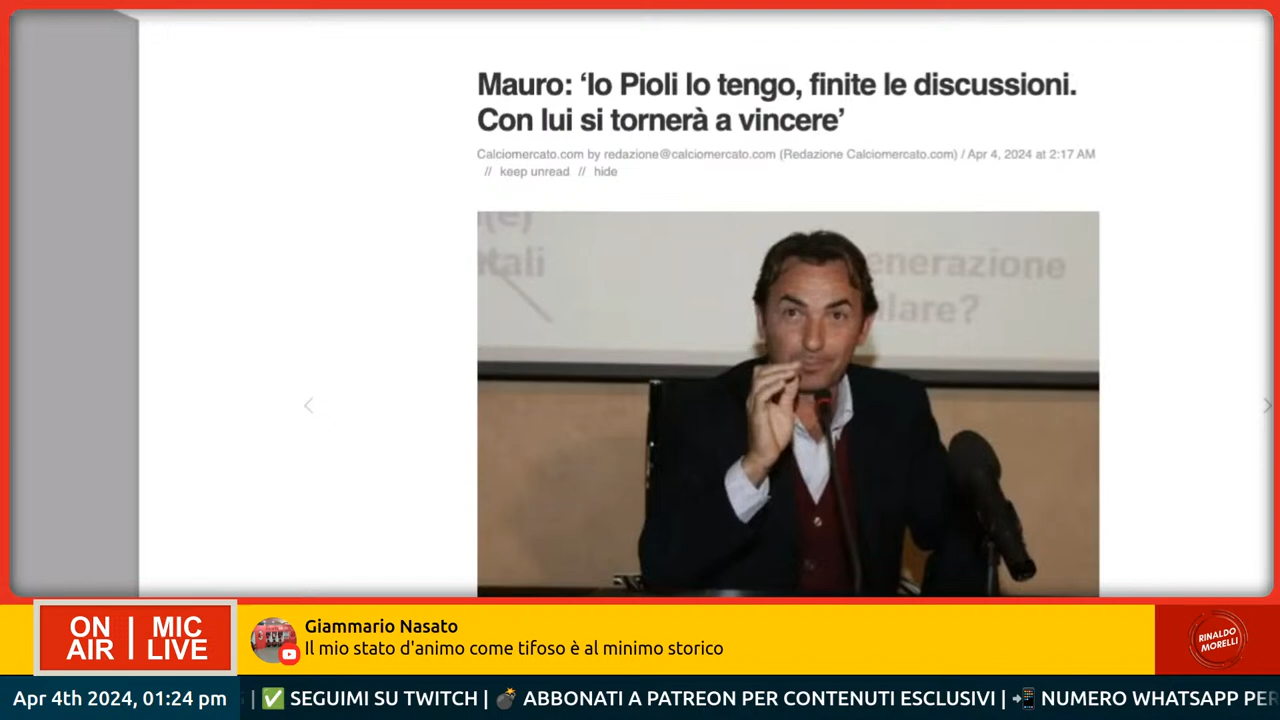 Mauro: ‘Io Pioli lo tengo, finite le discussioni.
Con lui si tornerà a vincere’
Calciomercato.com by redazione@calciomercato.com (Redazione Calciomercato.com) / Apr 4, 2024 at 2:17 AM
// keep unread // hide
(e)
tali
enerazione
lare?
ON AIR | MIC LIVE
Giammario Nasato
Il mio stato d'animo come tifoso è al minimo storico
RINALDO
MORELLI
Apr 4th 2024, 01:24 pm
| ✅ SEGUIMI SU TWITCH | 💣 ABBONATI A PATREON PER CONTENUTI ESCLUSIVI | 📲 NUMERO WHATSAPP PER